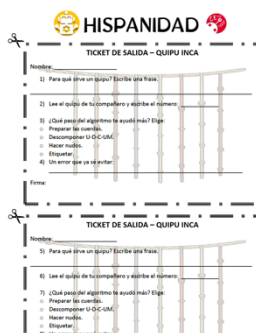 HISPANIDAD
TICKET DE SALIDA – QUIPU INCA
Nombre:
1) Para qué sirve un quipu? Escribe una frase.
2) Lee el quipu de tu compañero y escribe el número:
3) ¿Qué paso del algoritmo te ayudó más? Elige:
○ Preparar las cuerdas.
○ Descomponer U-D-C-UM.
○ Hacer nudos.
○ Etiquetar.
4) Un error que ya se evitar:
Firma:
TICKET DE SALIDA – QUIPU INCA
Nombre:
5) Para qué sirve un quipu? Escribe una frase.
6) Lee el quipu de tu compañero y escribe el número:
7) ¿Qué paso del algoritmo te ayudó más? Elige:
○ Preparar las cuerdas.
○ Descomponer U-D-C-UM.
○ Hacer nudos.
○ Etiquetar.